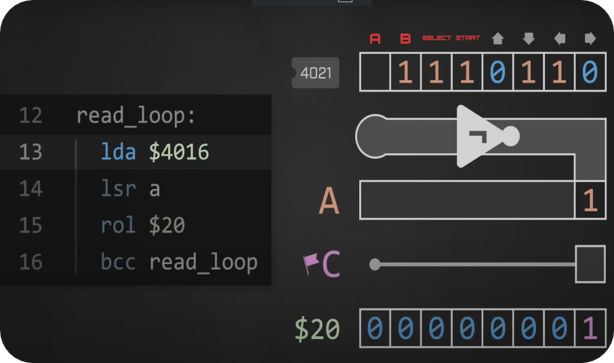 A B SELECT START
4021 1 1 1 0 1 1 0
12 read_loop:
13 lda $4016
14 lsr a
15 rol $20
16 bcc read_loop
¬
A 1
C
$20 0 0 0 0 0 0 0 1